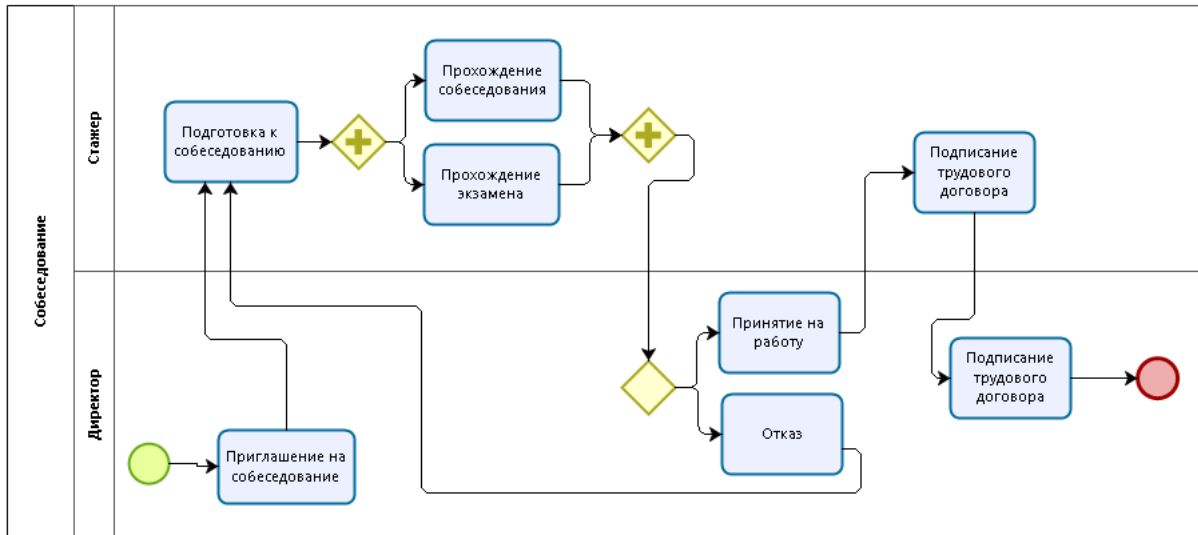 Собеседование
Стажер
Подготовка к
собеседованию
Прохождение
собеседования
Прохождение
экзамена
Подписание
трудового
договора
Директор
Приглашение на
собеседование
Принятие на
работу
Отказ
Подписание
трудового
договора